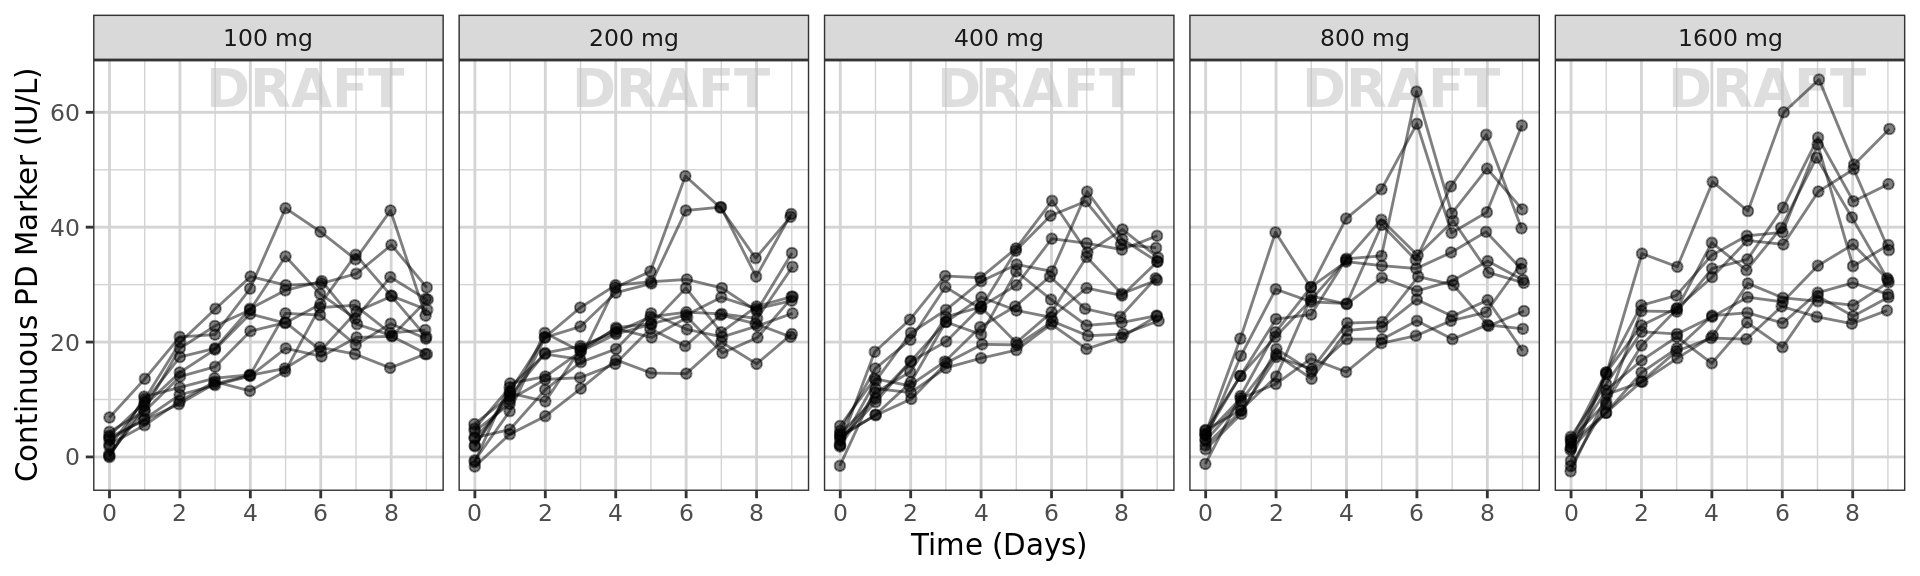 100 mg 200 mg 400 mg 800 mg 1600 mg
DRAFT DRAFT DRAFT DRAFT DRAFT
Continuous PD Marker (IU/L)
60
40
20
0
0 2 4 6 8 0 2 4 6 8 0 2 4 6 8 0 2 4 6 8 0 2 4 6 8
Time (Days)